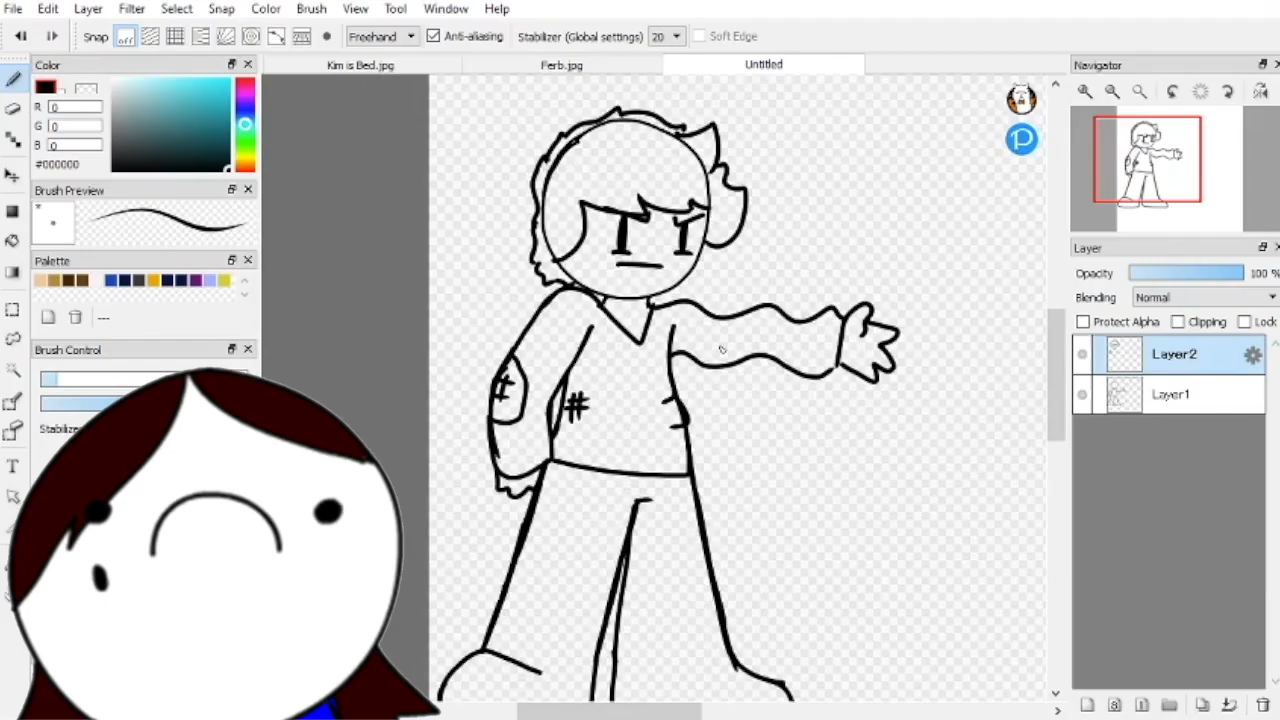 File Edit Layer Filter Select Snap Color Brush View Tool Window Help
Snap off Freehand Anti-aliasing Stabilizer (Global settings) 20 Soft Edge
Color
Kim is Bed.jpg Ferb.jpg Untitled
Navigator
R 0
G 0
B 0
#000000
Brush Preview
Palette
---
Brush Control
Layer
Opacity 100 %
Blending Normal
Protect Alpha Clipping Lock
Layer2
Layer1
T
#
#